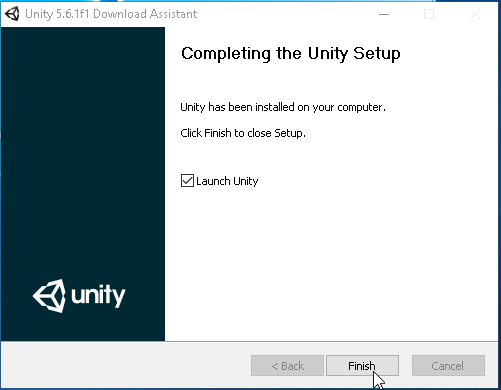 Unity 5.6.1f1 Download Assistant
Completing the Unity Setup
Unity has been installed on your computer.
Click Finish to close Setup.
Launch Unity
unity
< Back
Finish
Cancel